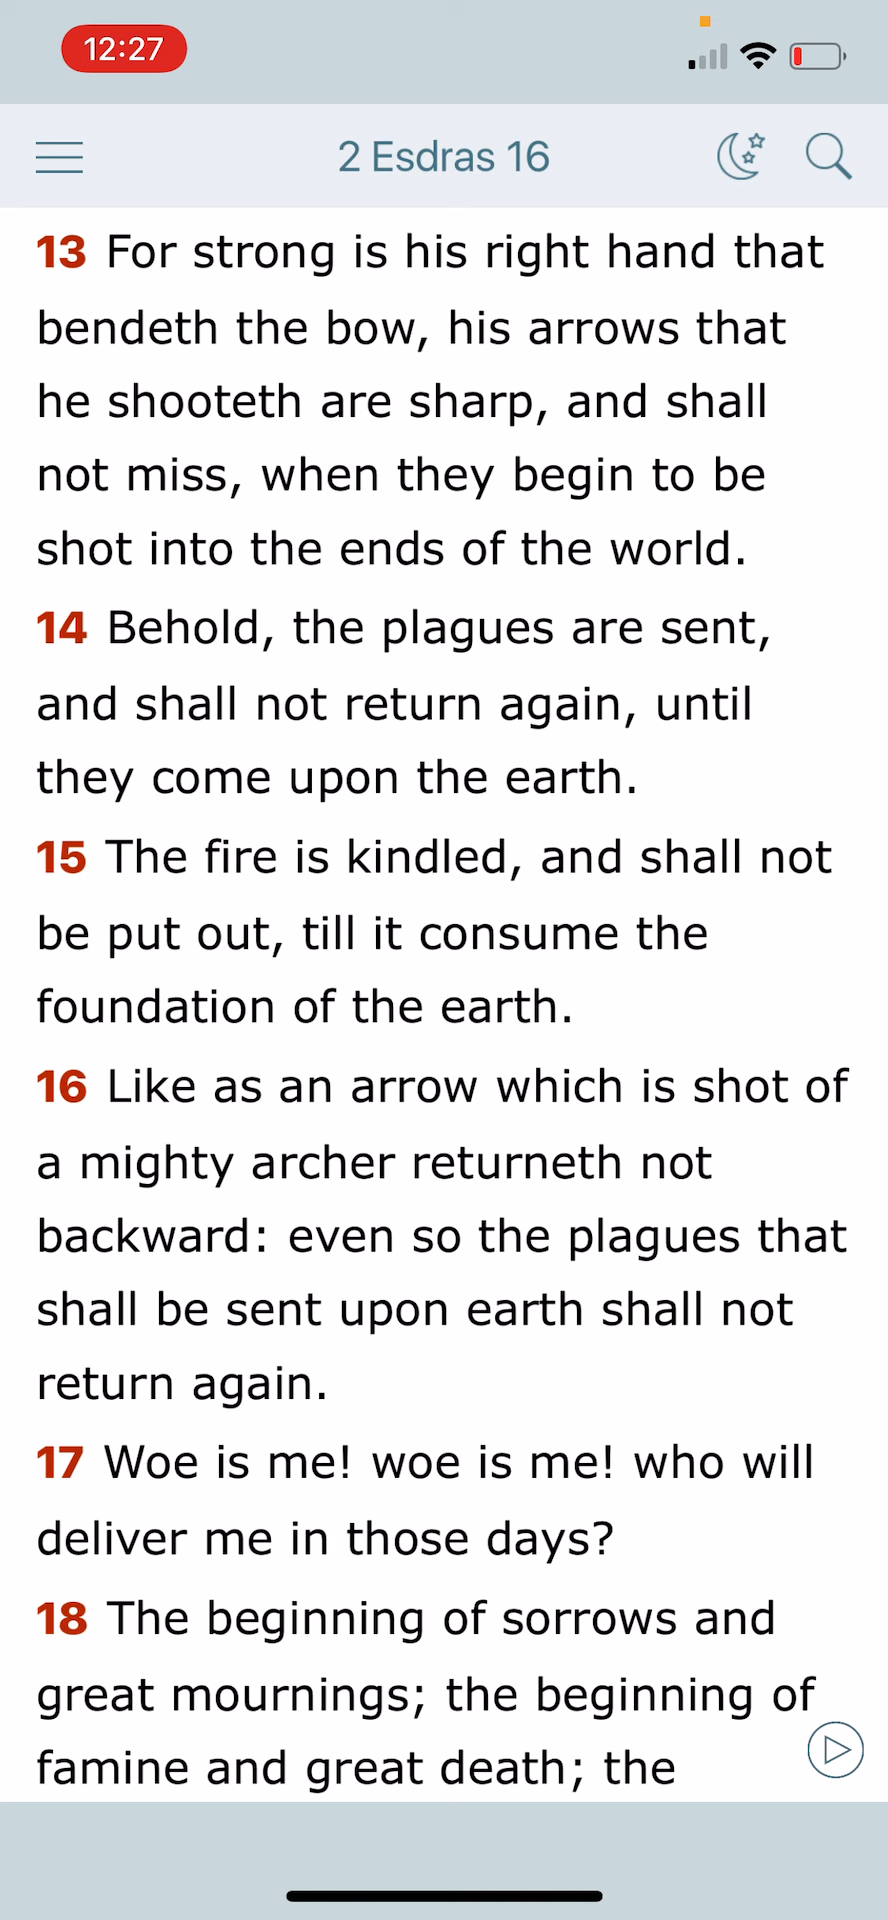 12:27
2 Esdras 16
13 For strong is his right hand that
bendeth the bow, his arrows that
he shooteth are sharp, and shall
not miss, when they begin to be
shot into the ends of the world.
14 Behold, the plagues are sent,
and shall not return again, until
they come upon the earth.
15 The fire is kindled, and shall not
be put out, till it consume the
foundation of the earth.
16 Like as an arrow which is shot of
a mighty archer returneth not
backward: even so the plagues that
shall be sent upon earth shall not
return again.
17 Woe is me! woe is me! who will
deliver me in those days?
18 The beginning of sorrows and
great mournings; the beginning of
famine and great death; the